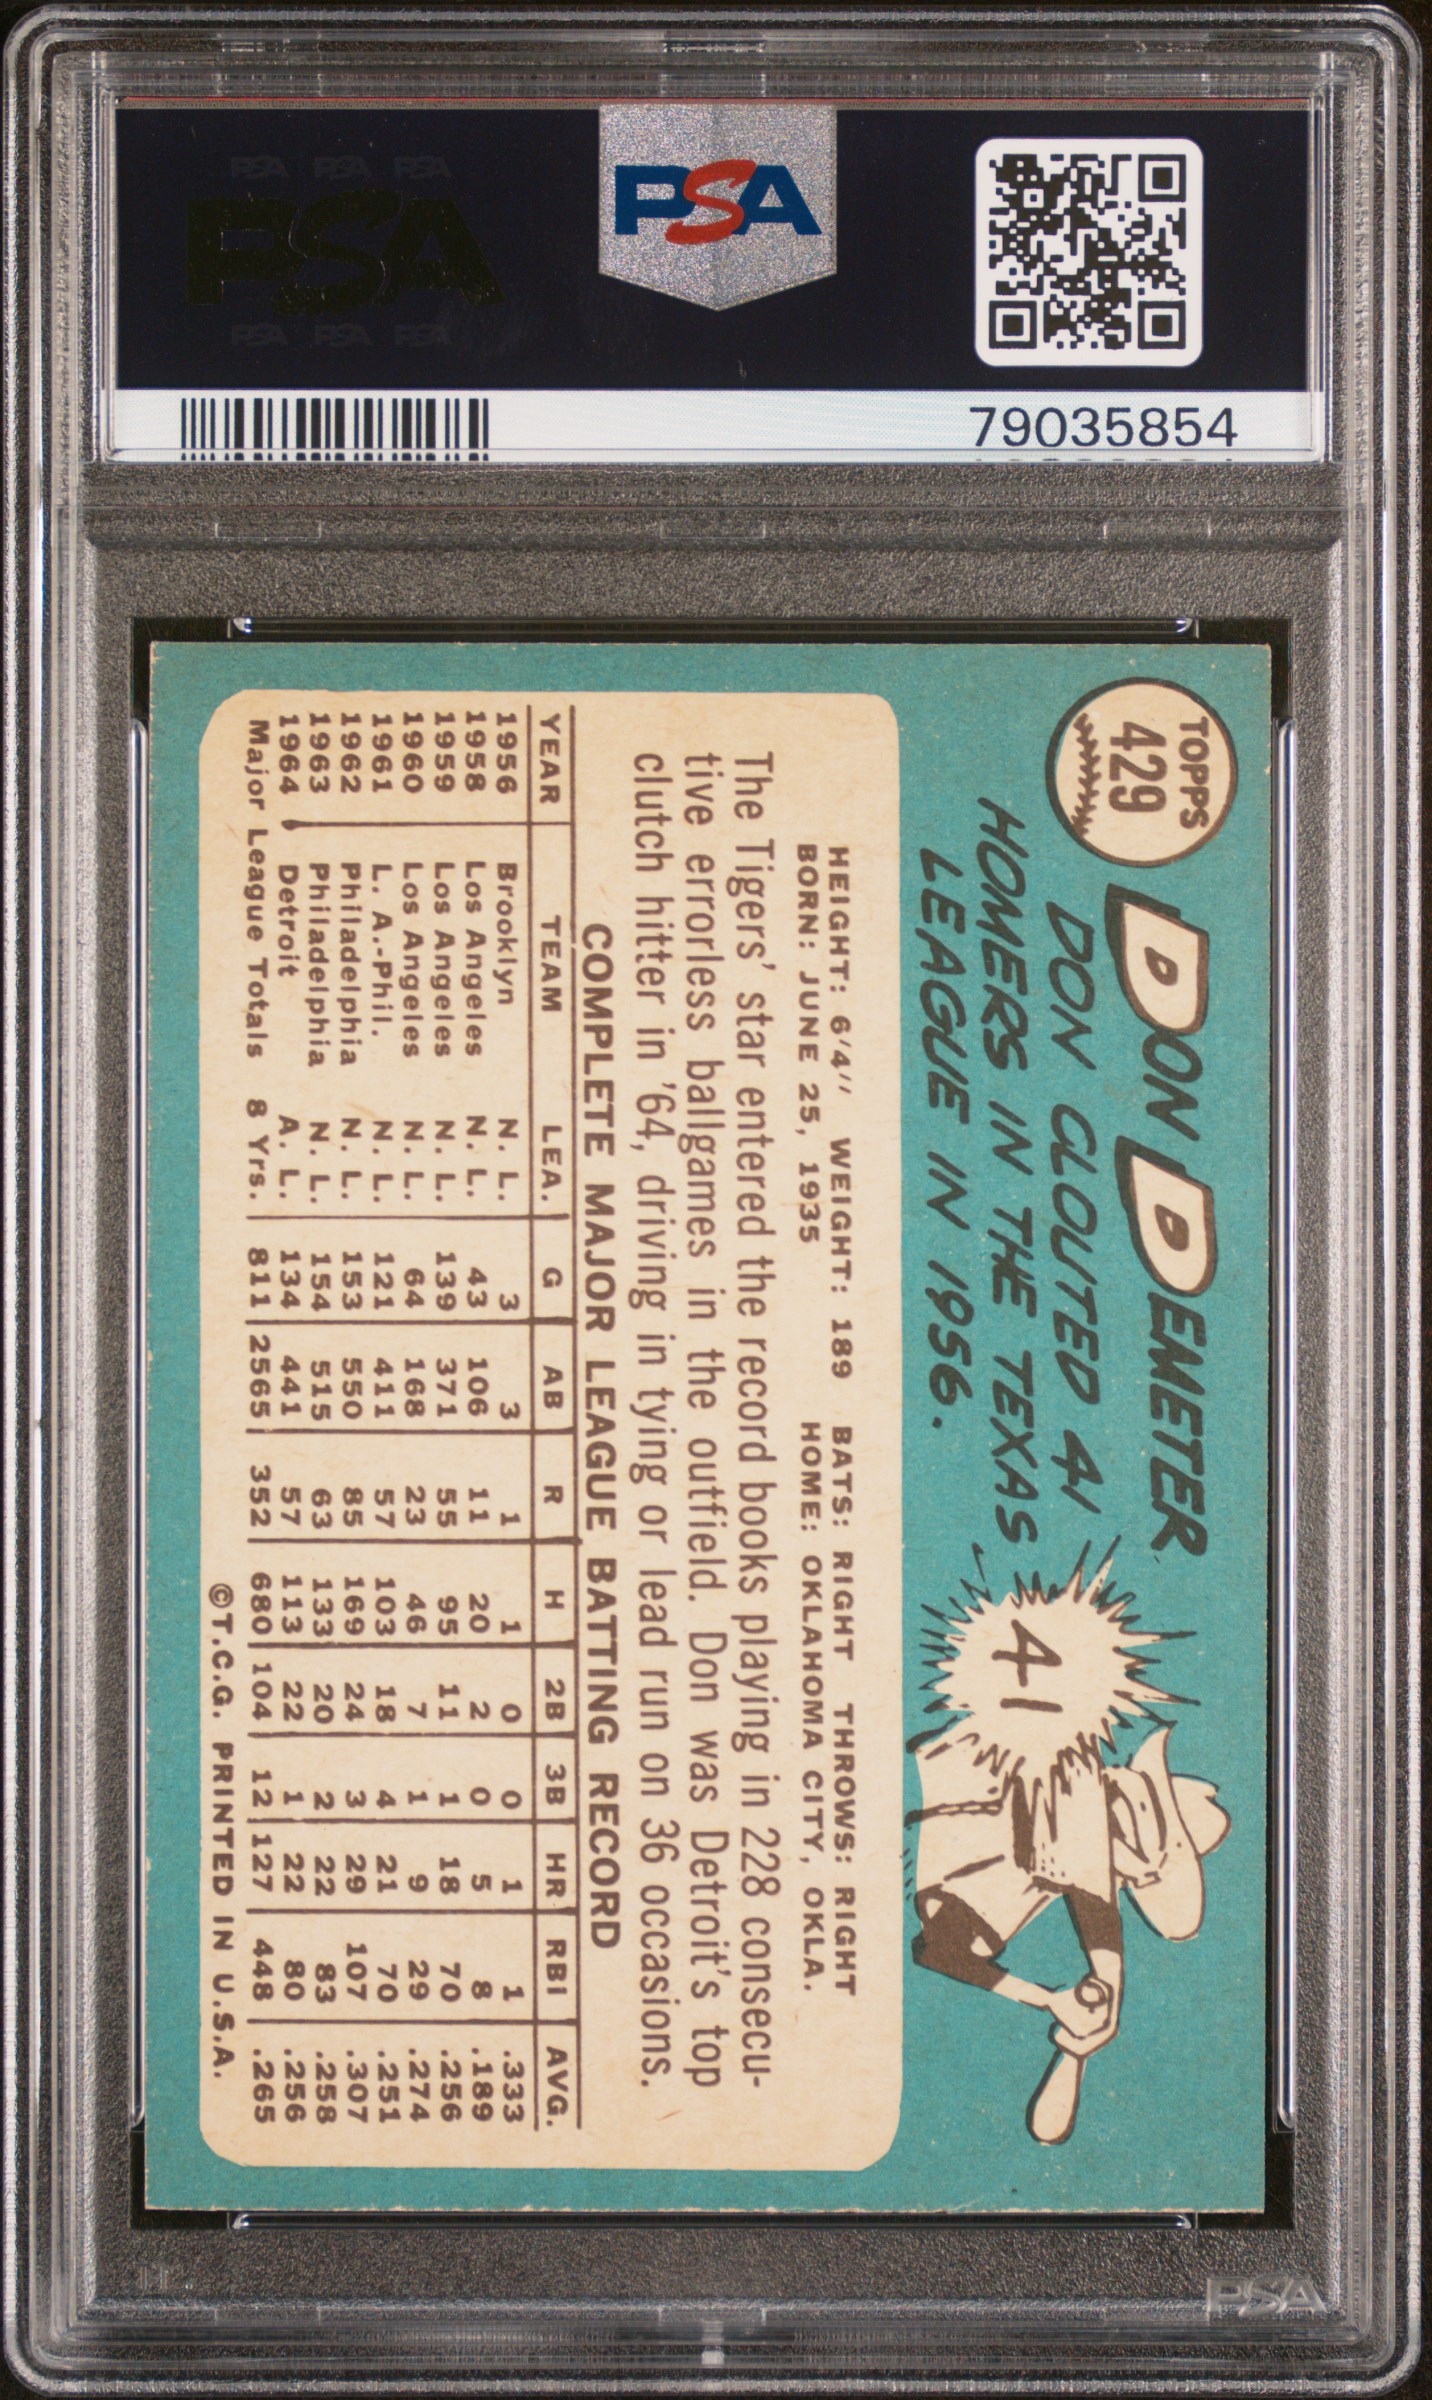 PSA PSA PSA
PSA
PSA PSA PSA
PSA
79035854
TOPPS
429
DON DEMETER
DON CLOUTED 41
HOMERS IN THE TEXAS
LEAGUE IN 1956.
41
HEIGHT: 6'4" WEIGHT: 189 BATS: RIGHT THROWS: RIGHT
BORN: JUNE 25, 1935 HOME: OKLAHOMA CITY, OKLA.
The Tigers' star entered the record books playing in 228 consecu-
tive errorless ballgames in the outfield. Don was Detroit's top
clutch hitter in '64, driving in tying or lead run on 36 occasions.
COMPLETE MAJOR LEAGUE BATTING RECORD
YEAR TEAM LEA. G AB R H 2B 3B HR RBI AVG.
1956 Brooklyn N. L. 3 3 1 1 0 0 1 1 .333
1958 Los Angeles N. L. 43 106 11 20 2 0 5 8 .189
1959 Los Angeles N. L. 139 371 55 95 11 1 18 70 .256
1960 Los Angeles N. L. 64 168 23 46 7 1 9 29 .274
1961 L. A.-Phil. N. L. 121 411 57 103 18 4 21 70 .251
1962 Philadelphia N. L. 153 550 85 169 24 3 29 107 .307
1963 Philadelphia N. L. 154 515 63 133 20 2 22 83 .258
1964 Detroit A. L. 134 441 57 113 22 1 22 80 .256
Major League Totals 8 Yrs. 811 2565 352 680 104 12 127 448 .265
©T.C.G. PRINTED IN U.S.A.
PSA